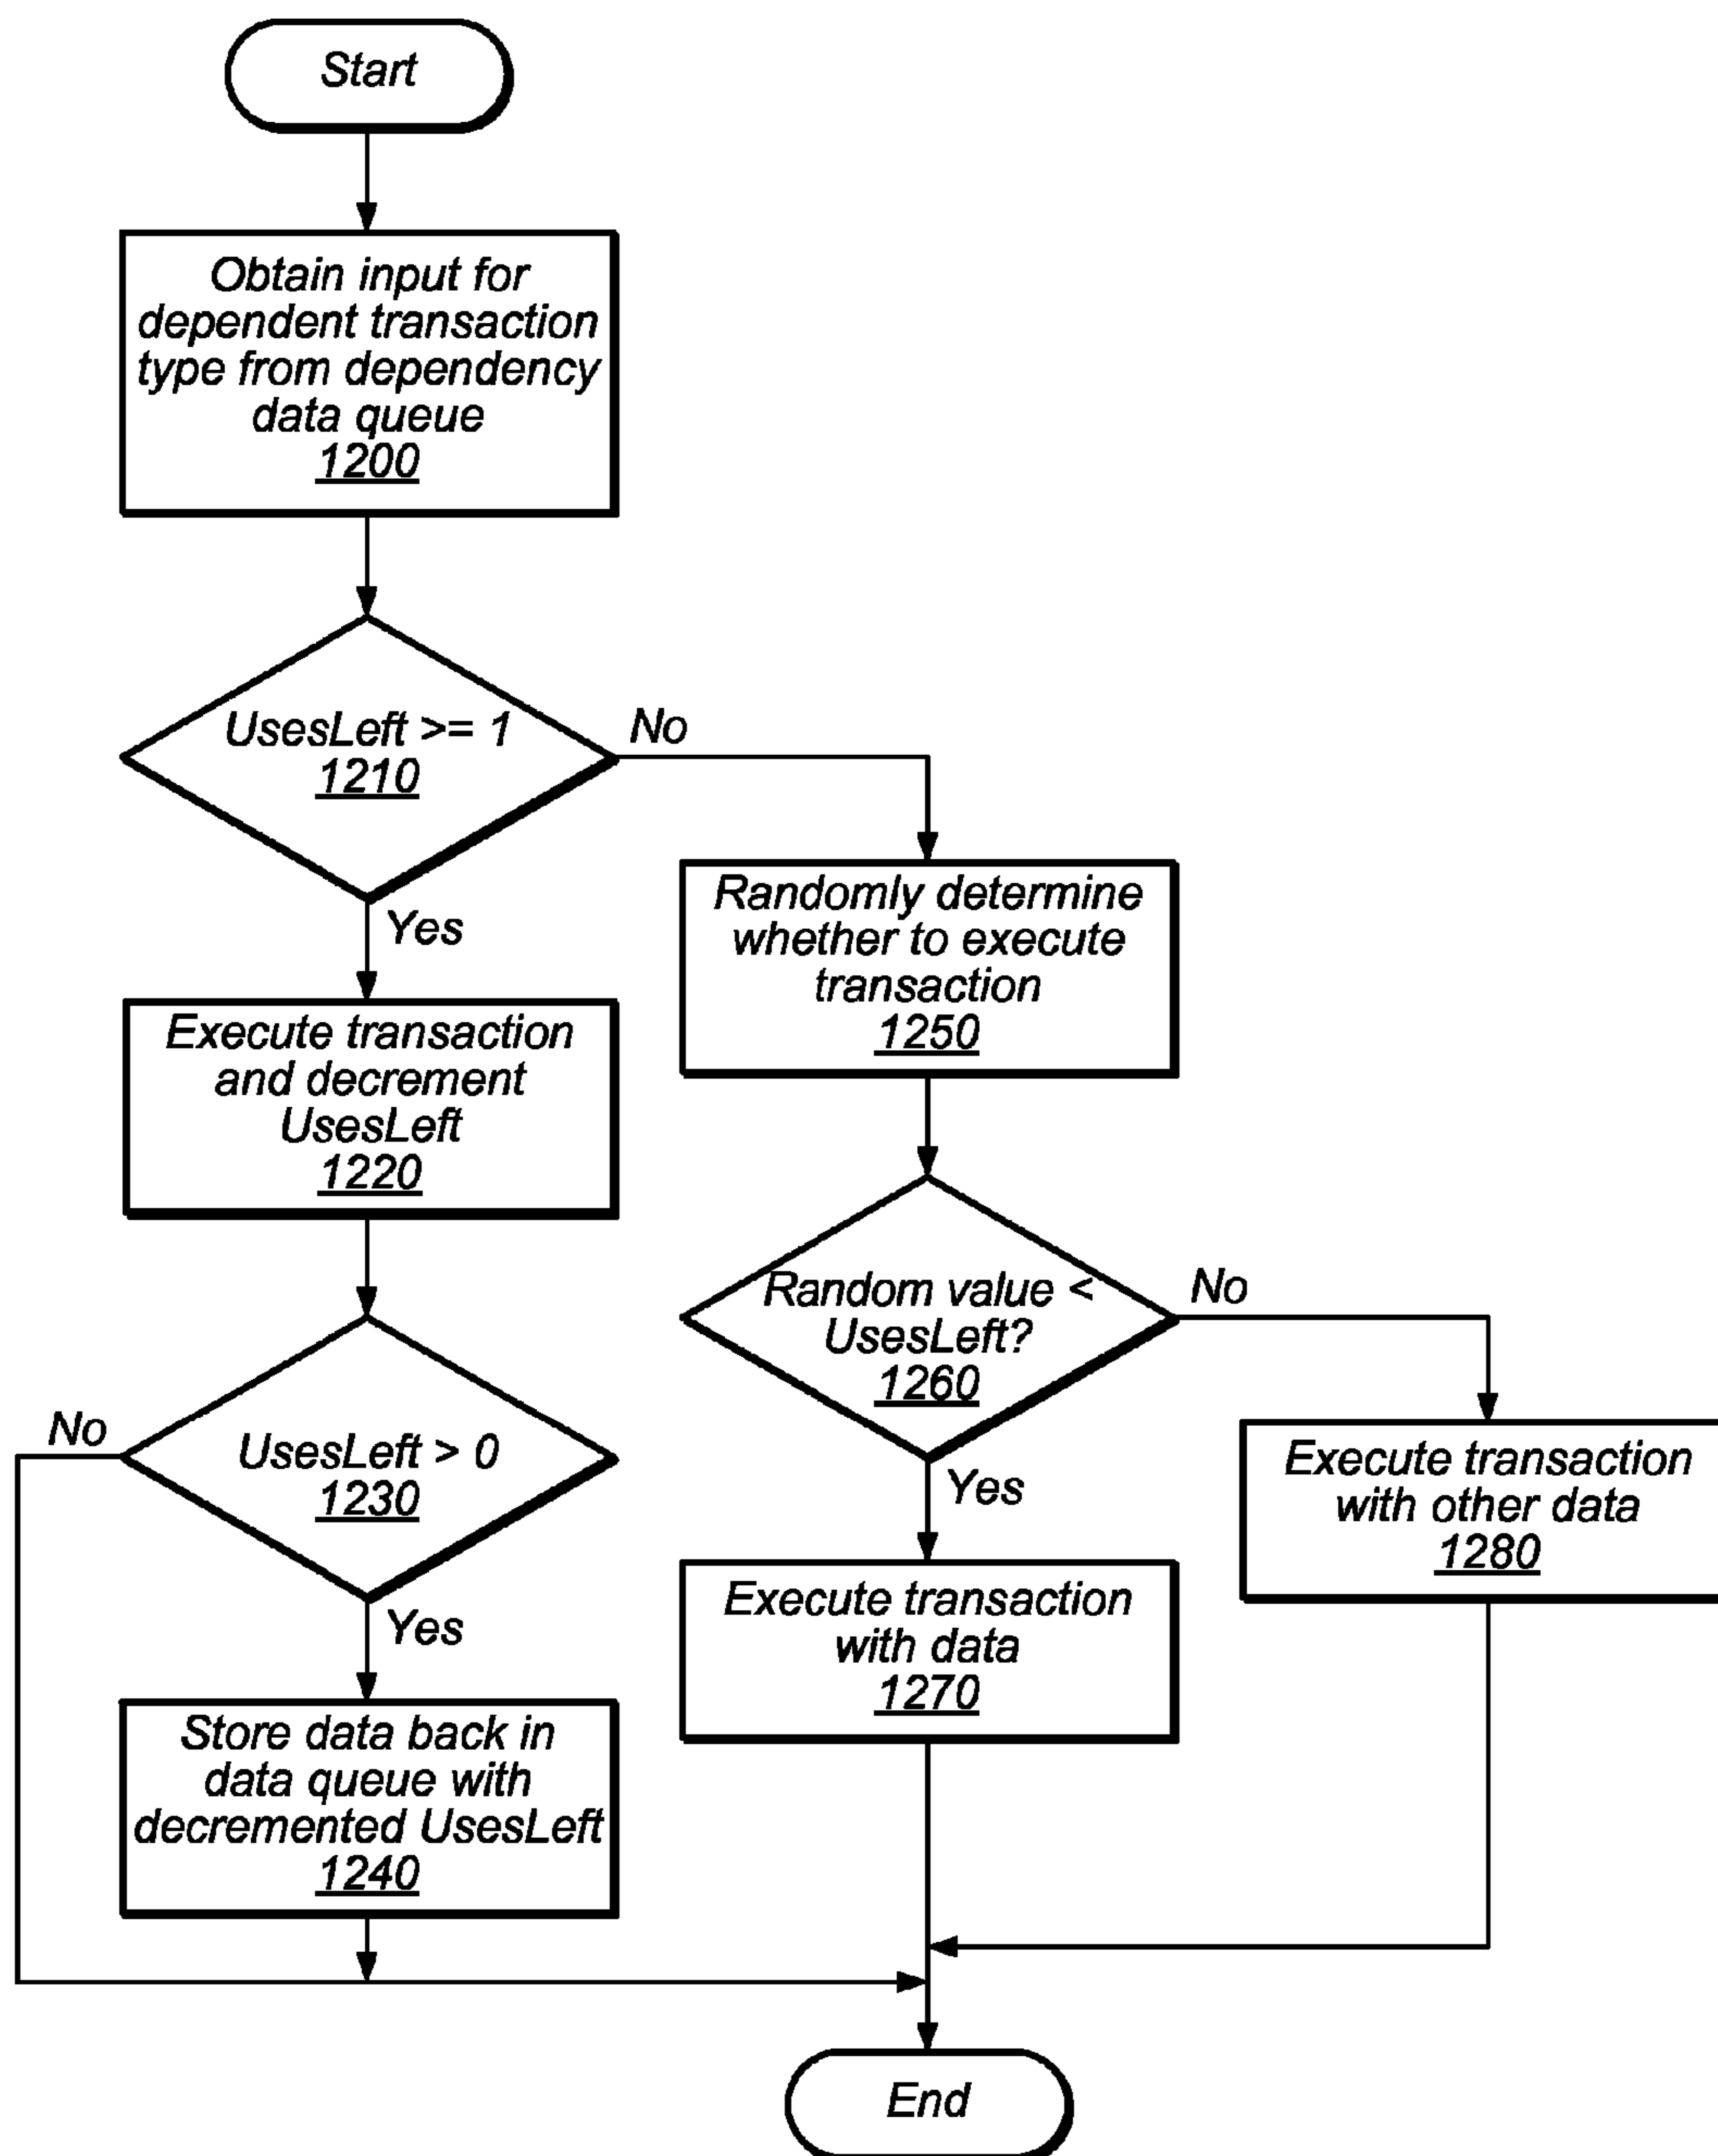 Start
Obtain input for
dependent transaction
type from dependency
data queue
1200
UsesLeft >= 1
1210
No
Yes
Execute transaction
and decrement
UsesLeft
1220
UsesLeft > 0
1230
No
Yes
Store data back in
data queue with
decremented UsesLeft
1240
Randomly determine
whether to execute
transaction
1250
Random value <
UsesLeft?
1260
No
Yes
Execute transaction
with data
1270
Execute transaction
with other data
1280
End